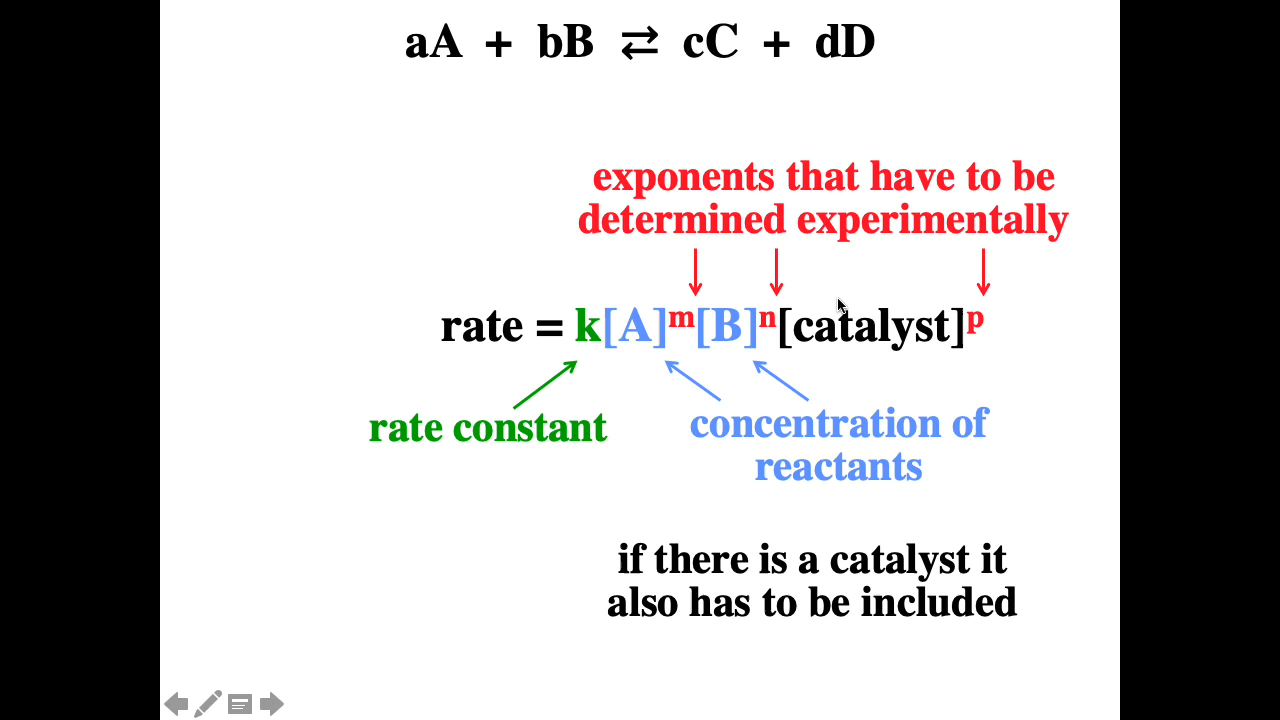 aA + bB ⇄ cC + dD
exponents that have to be
determined experimentally
rate = k[A]ᵐ[B]ⁿ[catalyst]ᵖ
rate constant
concentration of
reactants
if there is a catalyst it
also has to be included